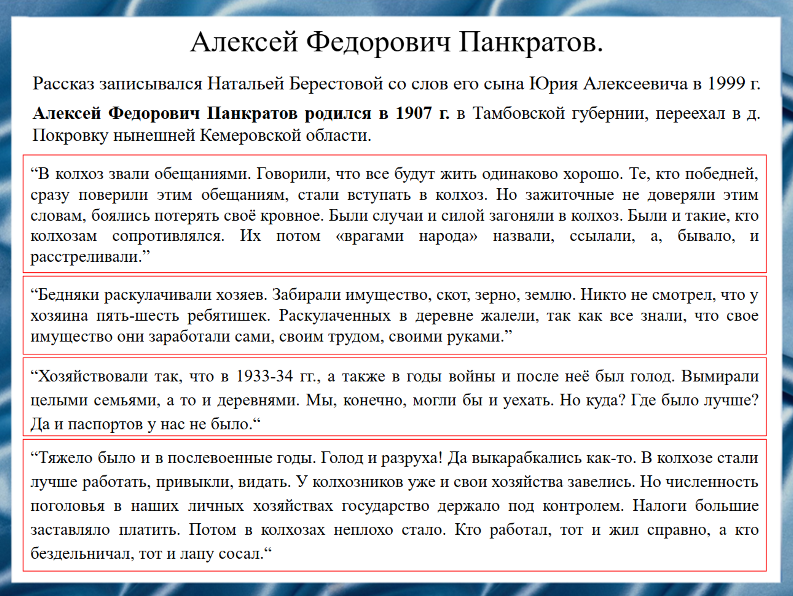 Алексей Федорович Панкратов.
Рассказ записывался Натальей Берестовой со слов его сына Юрия Алексеевича в 1999 г.
Алексей Федорович Панкратов родился в 1907 г. в Тамбовской губернии, переехал в д.
Покровку нынешней Кемеровской области.
“В колхоз звали обещаниями. Говорили, что все будут жить одинаково хорошо. Те, кто победней,
сразу поверили этим обещаниям, стали вступать в колхоз. Но зажиточные не доверяли этим
словам, боялись потерять своё кровное. Были случаи и силой загоняли в колхоз. Были и такие, кто
колхозам сопротивлялся. Их потом «врагами народа» назвали, ссылали, а, бывало, и
расстреливали.”
“Бедняки раскулачивали хозяев. Забирали имущество, скот, зерно, землю. Никто не смотрел, что у
хозяина пять-шесть ребятишек. Раскулаченных в деревне жалели, так как все знали, что свое
имущество они заработали сами, своим трудом, своими руками.”
“Хозяйствовали так, что в 1933-34 гг., а также в годы войны и после неё был голод. Вымирали
целыми семьями, а то и деревнями. Мы, конечно, могли бы и уехать. Но куда? Где было лучше?
Да и паспортов у нас не было.“
“Тяжело было и в послевоенные годы. Голод и разруха! Да выкарабкались как-то. В колхозе стали
лучше работать, привыкли, видать. У колхозников уже и свои хозяйства завелись. Но численность
поголовья в наших личных хозяйствах государство держало под контролем. Налоги большие
заставляло платить. Потом в колхозах неплохо стало. Кто работал, тот и жил справно, а кто
бездельничал, тот и лапу сосал.“